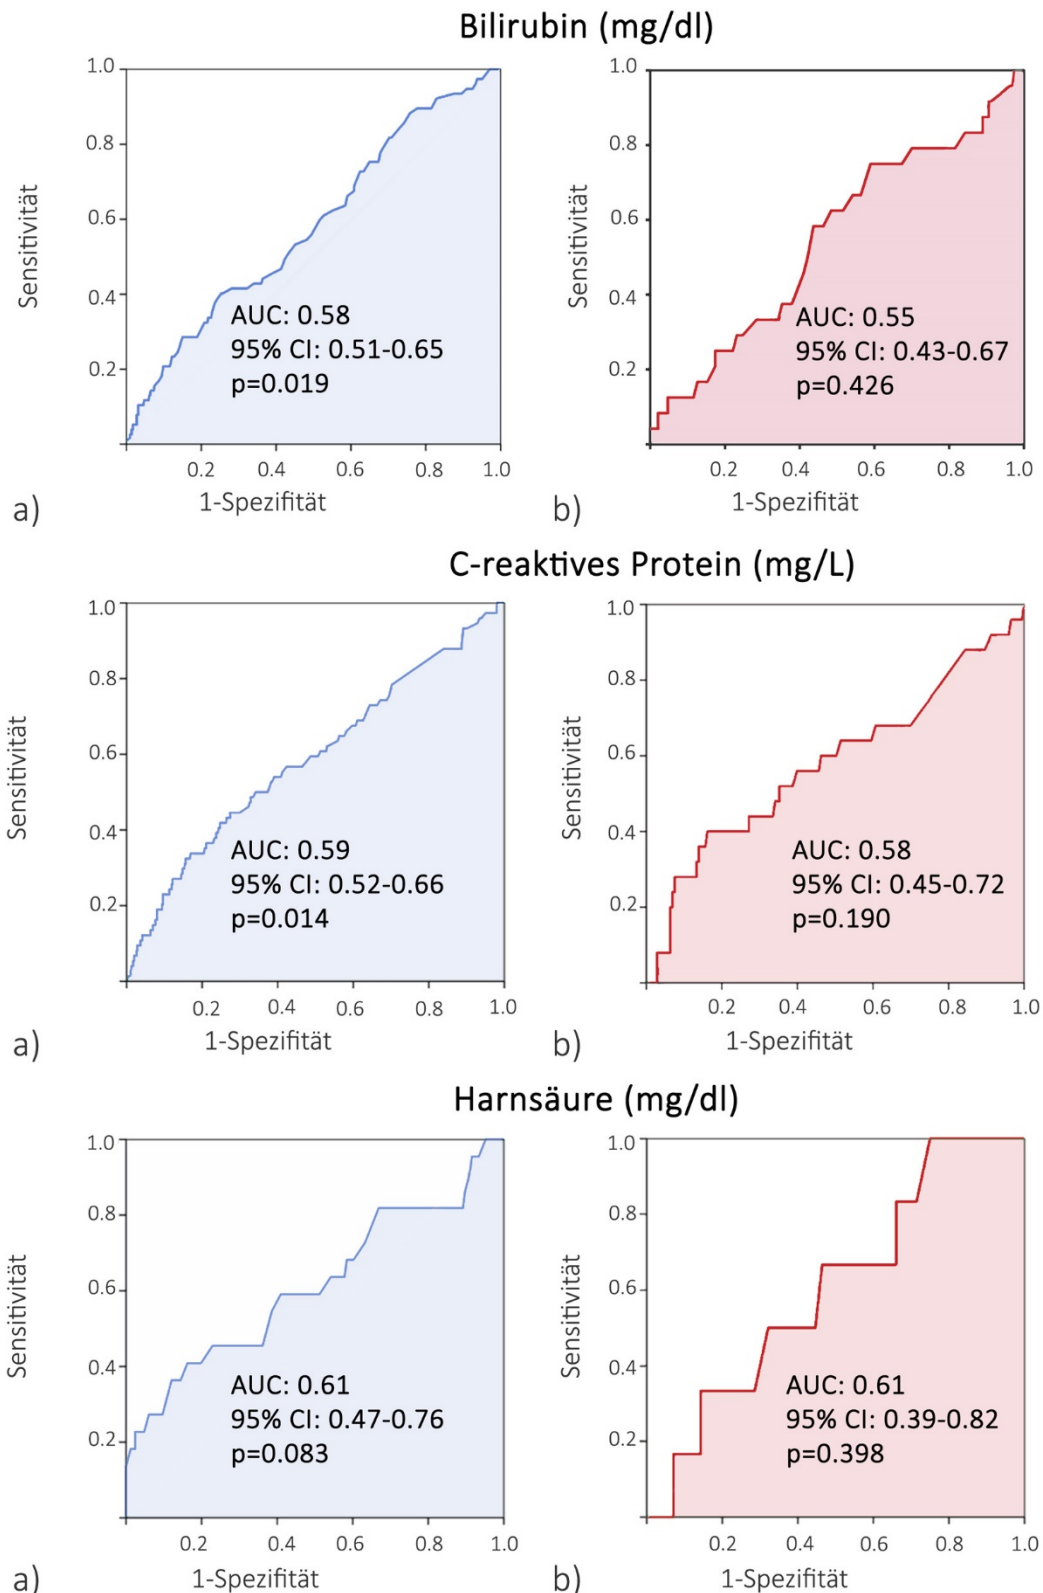 Bilirubin (mg/dl)
Sensitivität
1.0
0.8
0.6
0.4
0.2
AUC: 0.58
95% CI: 0.51-0.65
p=0.019
0.2 0.4 0.6 0.8 1.0
1-Spezifität
a)
Sensitivität
1.0
0.8
0.6
0.4
0.2
AUC: 0.55
95% CI: 0.43-0.67
p=0.426
0.2 0.4 0.6 0.8 1.0
1-Spezifität
b)
C-reaktives Protein (mg/L)
Sensitivität
1.0
0.8
0.6
0.4
0.2
AUC: 0.59
95% CI: 0.52-0.66
p=0.014
0.2 0.4 0.6 0.8 1.0
1-Spezifität
a)
Sensitivität
1.0
0.8
0.6
0.4
0.2
AUC: 0.58
95% CI: 0.45-0.72
p=0.190
0.2 0.4 0.6 0.8 1.0
1-Spezifität
b)
Harnsäure (mg/dl)
Sensitivität
1.0
0.8
0.6
0.4
0.2
AUC: 0.61
95% CI: 0.47-0.76
p=0.083
0.2 0.4 0.6 0.8 1.0
1-Spezifität
a)
Sensitivität
1.0
0.8
0.6
0.4
0.2
AUC: 0.61
95% CI: 0.39-0.82
p=0.398
0.2 0.4 0.6 0.8 1.0
1-Spezifität
b)